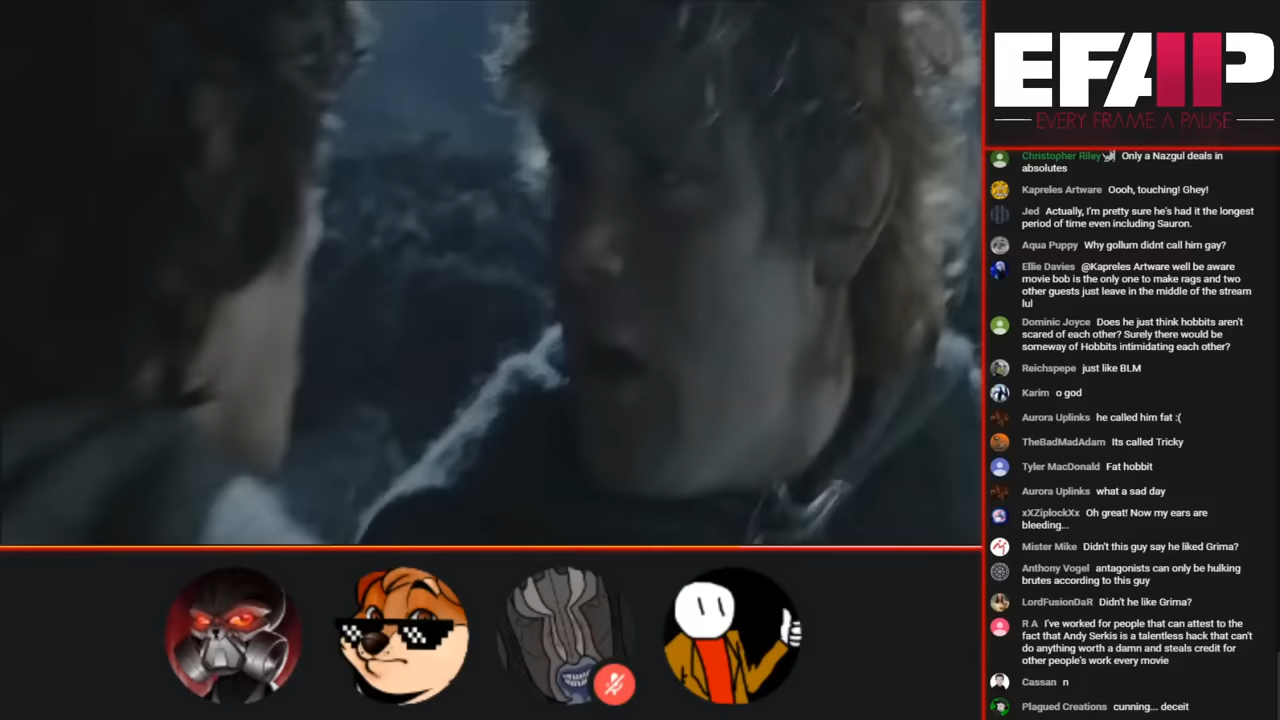 EFAP
EVERY FRAME A PAUSE
Christopher Riley Only a Nazgul deals in
absolutes
Kapreles Artware Oooh, touching! Ghey!
Jed Actually, I'm pretty sure he's had it the longest
period of time even including Sauron.
Aqua Puppy Why gollum didnt call him gay?
Ellie Davies @Kapreles Artware well be aware
movie bob is the only one to make rags and two
other guests just leave in the middle of the stream
lul
Dominic Joyce Does he just think hobbits aren't
scared of each other? Surely there would be
someway of Hobbits intimidating each other?
Reichspepe just like BLM
Karim o god
Aurora Uplinks he called him fat :(
TheBadMadAdam Its called Tricky
Tyler MacDonald Fat hobbit
Aurora Uplinks what a sad day
xXZiplockXx Oh great! Now my ears are
bleeding...
Mister Mike Didn't this guy say he liked Grima?
Anthony Vogel antagonists can only be hulking
brutes according to this guy
LordFusionDaR Didn't he like Grima?
R A I've worked for people that can attest to the
fact that Andy Serkis is a talentless hack that can't
do anything worth a damn and steals credit for
other people's work every movie
Cassan n
Plagued Creations cunning... deceit